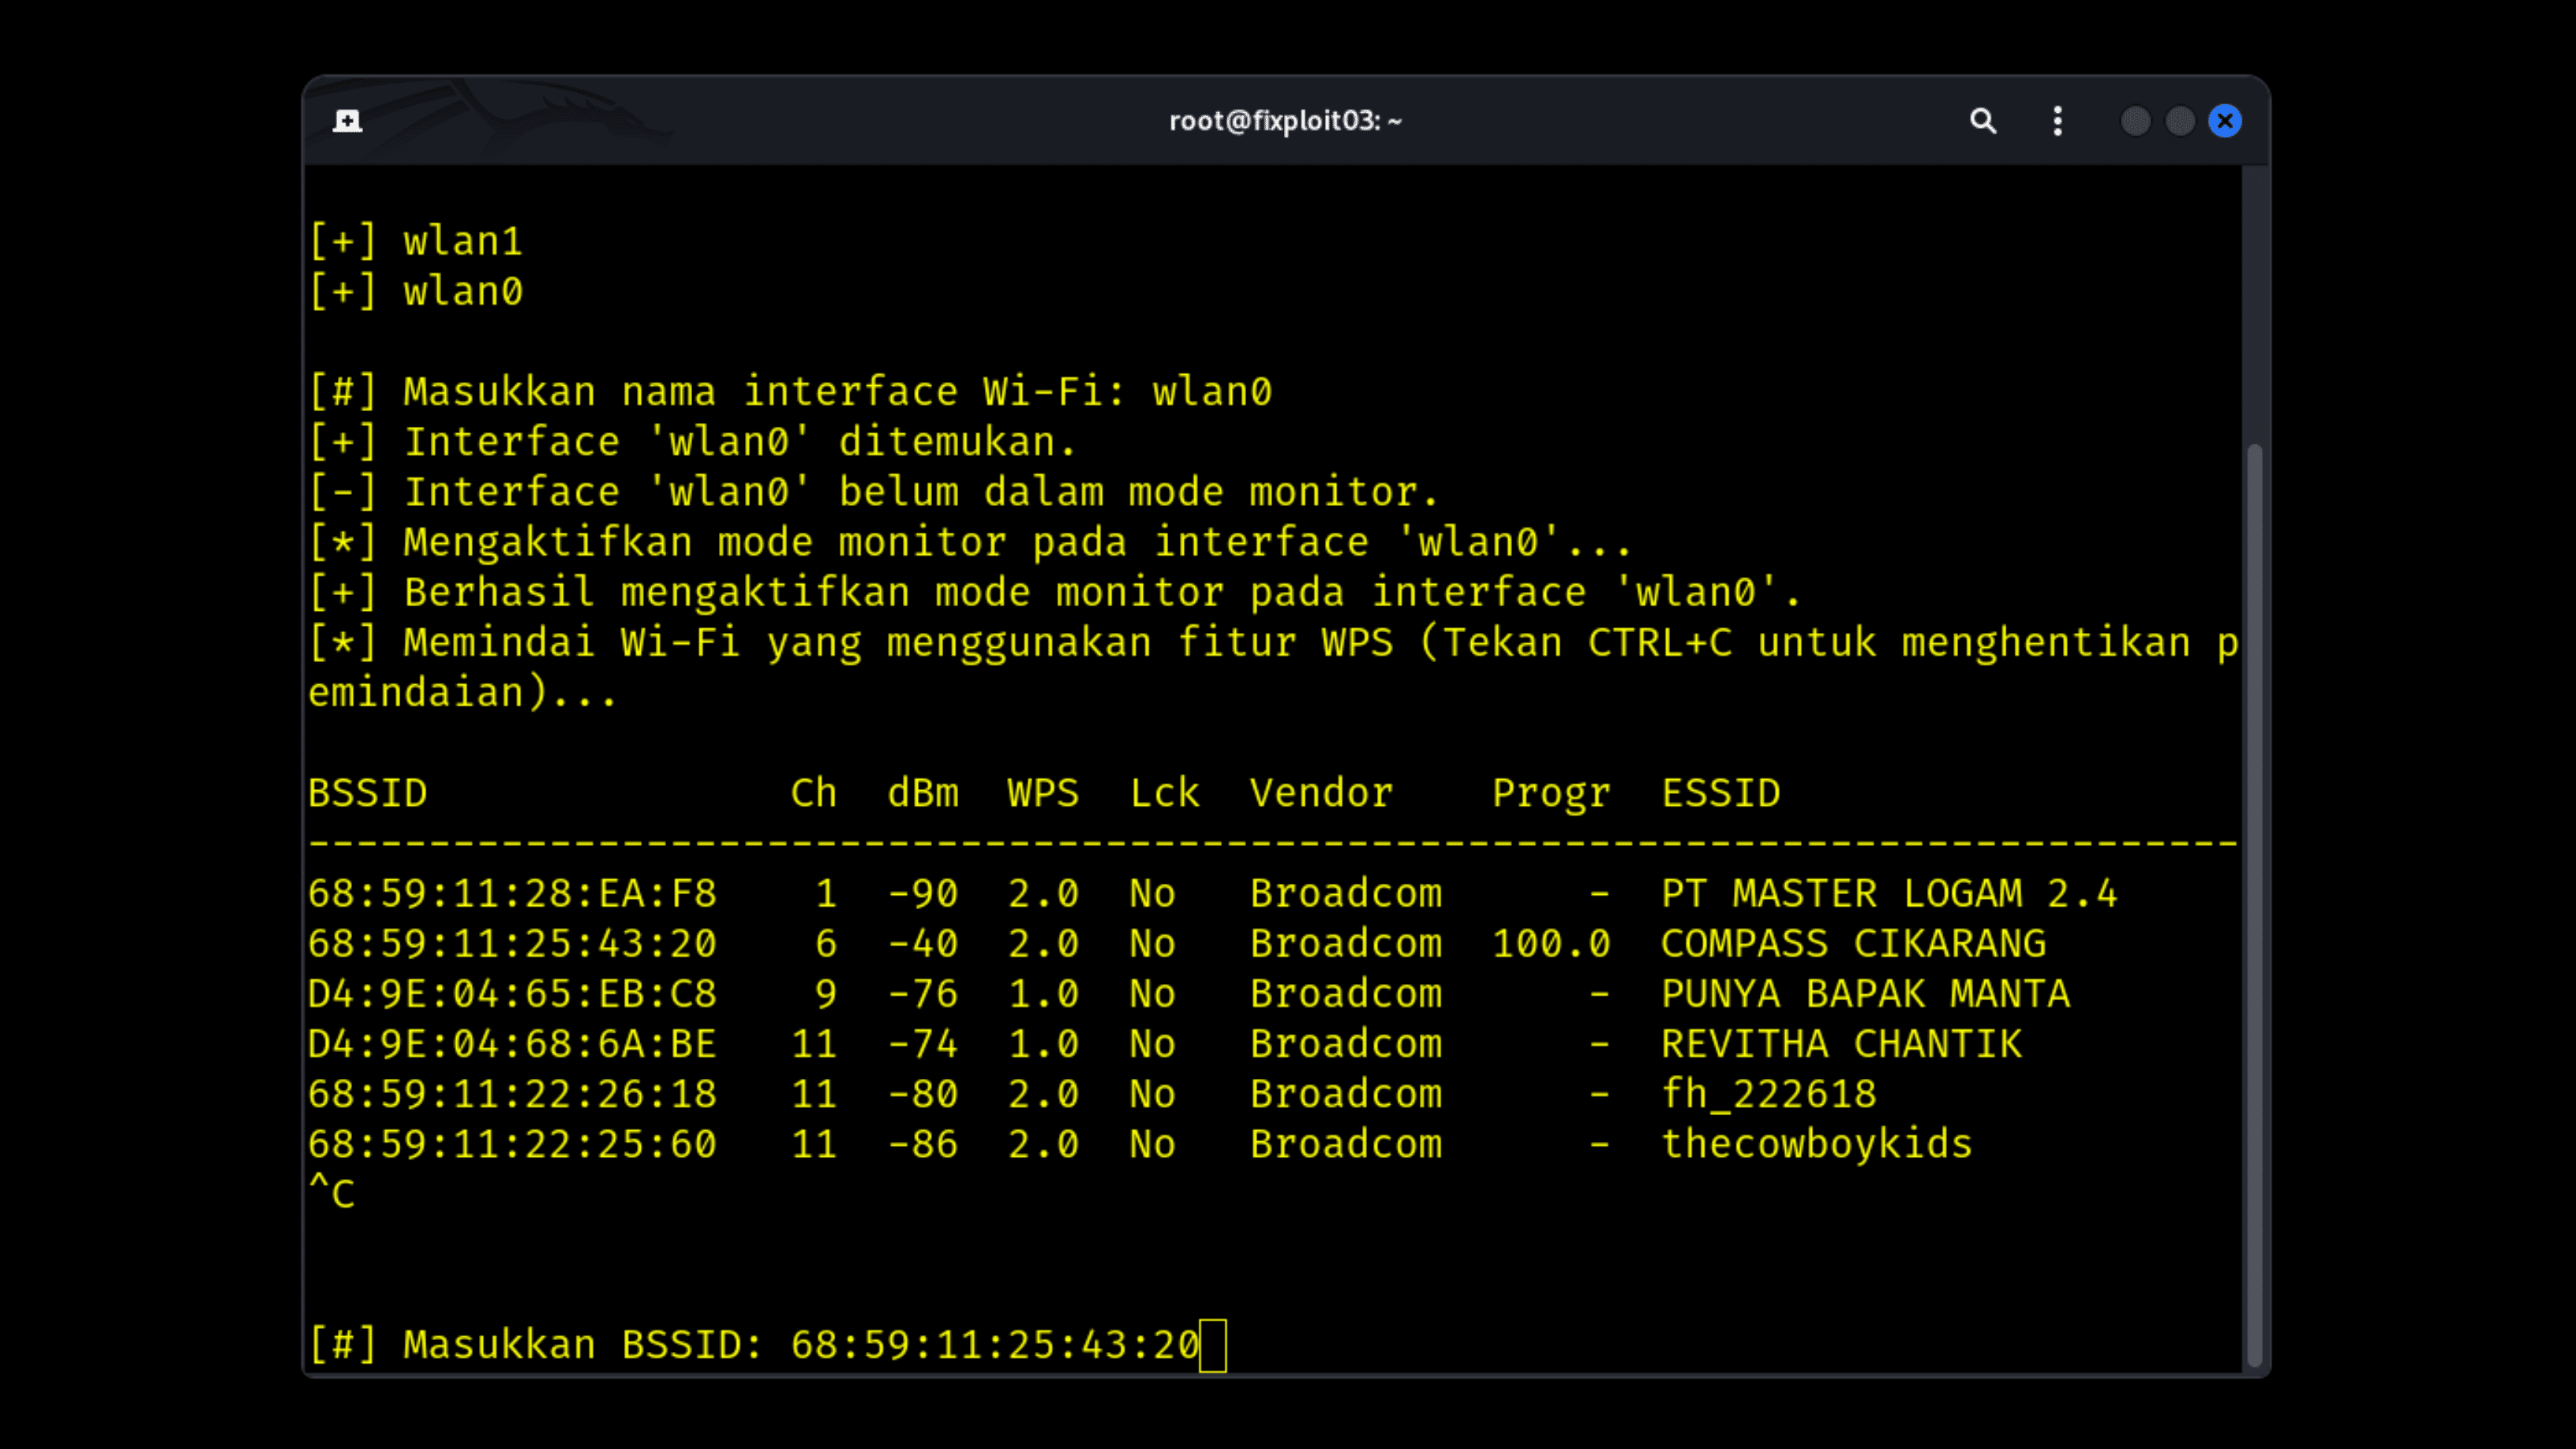 root@fixploit03: ~
[+] wlan1
[+] wlan0
[#] Masukkan nama interface Wi-Fi: wlan0
[+] Interface 'wlan0' ditemukan.
[-] Interface 'wlan0' belum dalam mode monitor.
[*] Mengaktifkan mode monitor pada interface 'wlan0'...
[+] Berhasil mengaktifkan mode monitor pada interface 'wlan0'.
[*] Memindai Wi-Fi yang menggunakan fitur WPS (Tekan CTRL+C untuk menghentikan p
emindaian)...
BSSID Ch dBm WPS Lck Vendor Progr ESSID
--------------------------------------------------------------------------------
68:59:11:28:EA:F8 1 -90 2.0 No Broadcom - PT MASTER LOGAM 2.4
68:59:11:25:43:20 6 -40 2.0 No Broadcom 100.0 COMPASS CIKARANG
D4:9E:04:65:EB:C8 9 -76 1.0 No Broadcom - PUNYA BAPAK MANTA
D4:9E:04:68:6A:BE 11 -74 1.0 No Broadcom - REVITHA CHANTIK
68:59:11:22:26:18 11 -80 2.0 No Broadcom - fh_222618
68:59:11:22:25:60 11 -86 2.0 No Broadcom - thecowboykids
^C
[#] Masukkan BSSID: 68:59:11:25:43:20